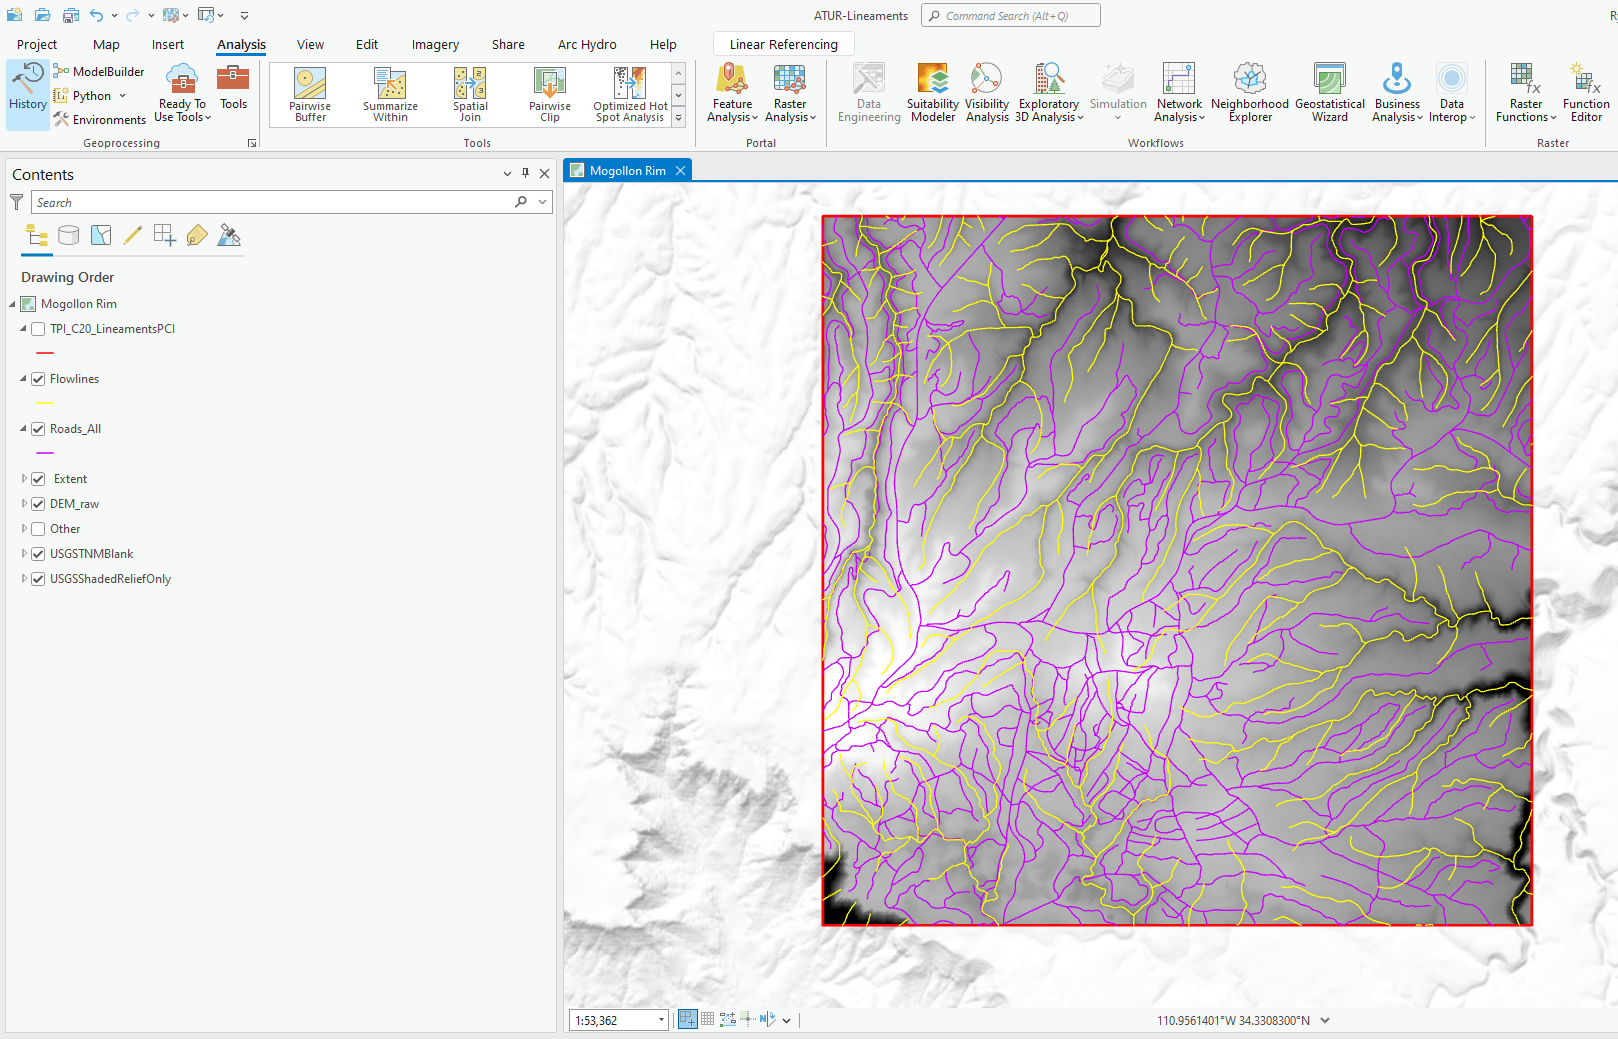 ATUR-Lineaments
Command Search (Alt+Q)
Project
Map
Insert
Analysis
View
Edit
Imagery
Share
Arc Hydro
Help
Linear Referencing
History
ModelBuilder
Python
Environments
Ready To
Use Tools
Tools
Geoprocessing
Pairwise
Buffer
Summarize
Within
Spatial
Join
Pairwise
Clip
Optimized Hot
Spot Analysis
Tools
Feature
Analysis
Raster
Analysis
Portal
Data
Engineering
Suitability
Modeler
Visibility
Analysis
Exploratory
3D Analysis
Simulation
Network
Analysis
Neighborhood
Explorer
Geostatistical
Wizard
Business
Analysis
Data
Interop
Workflows
Raster
Functions
Function
Editor
Raster
Contents
Search
Drawing Order
Mogollon Rim
TPI_C20_LineamentsPCI
Flowlines
Roads_All
Extent
DEM_raw
Other
USGSTNMBlank
USGSShadedReliefOnly
Mogollon Rim
1:53,362
110.9561401°W 34.3308300°N